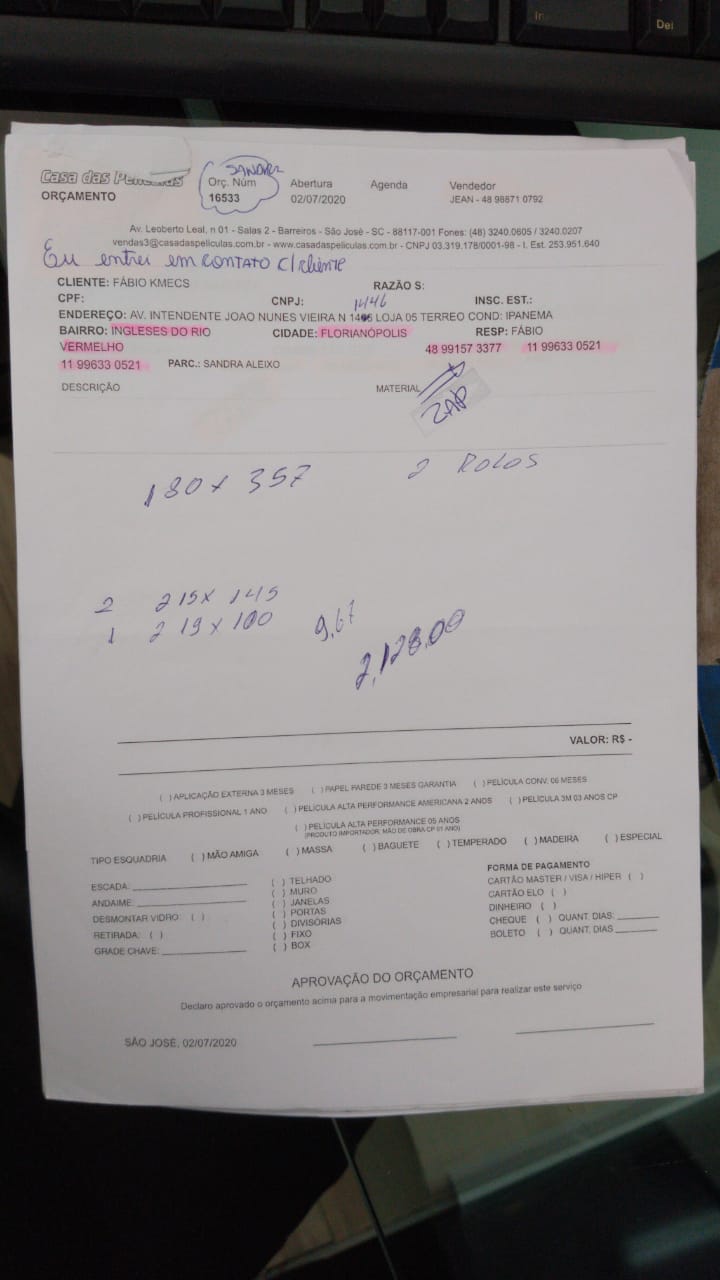 In
Del
Casa das Películas
SANDRA
Orç. Núm
Abertura
Agenda
Vendedor
ORÇAMENTO
16533
02/07/2020
JEAN - 48 98871 0792
Av. Leoberto Leal, n 01 - Salas 2 - Barreiros - São José - SC - 88117-001 Fones: (48) 3240.0605 / 3240.0207
vendas3@casadaspeliculas.com.br - www.casadaspeliculas.com.br - CNPJ 03.319.178/0001-98 - I. Est. 253.951.640
Eu entrei em contato c/cliente
CLIENTE: FÁBIO KMECS RAZÃO S:
CPF: CNPJ: INSC. EST.:
1446
ENDEREÇO: AV. INTENDENTE JOAO NUNES VIEIRA N LOJA 05 TERREO COND: IPANEMA
BAIRRO: INGLESES DO RIO CIDADE: FLORIANÓPOLIS RESP: FÁBIO
VERMELHO 48 99157 3377 11 99633 0521
11 99633 0521 PARC.: SANDRA ALEIXO
DESCRIÇÃO MATERIAL
ZAP
180 x 357 2 ROLOS
2 215 x 145
1 219 x 100 9,67
2,128,00
VALOR: R$ -
( ) APLICAÇÃO EXTERNA 3 MESES ( ) PAPEL PAREDE 3 MESES GARANTIA ( ) PELÍCULA CONV. 06 MESES
( ) PELÍCULA PROFISSIONAL 1 ANO ( ) PELÍCULA ALTA PERFORMANCE AMERICANA 2 ANOS ( ) PELÍCULA 3M 03 ANOS CP
( ) PELÍCULA ALTA PERFORMANCE 05 ANOS
(PRODUTO IMPORTADOR, MÃO DE OBRA CP 01 ANO)
TIPO ESQUADRIA ( ) MÃO AMIGA ( ) MASSA ( ) BAGUETE ( ) TEMPERADO ( ) MADEIRA ( ) ESPECIAL
ESCADA:
ANDAIME:
DESMONTAR VIDRO: ( )
RETIRADA: ( )
GRADE CHAVE:
( ) TELHADO
( ) MURO
( ) JANELAS
( ) PORTAS
( ) DIVISÓRIAS
( ) FIXO
( ) BOX
FORMA DE PAGAMENTO
CARTÃO MASTER / VISA / HIPER ( )
CARTÃO ELO ( )
DINHEIRO ( )
CHEQUE ( ) QUANT. DIAS:
BOLETO ( ) QUANT. DIAS
APROVAÇÃO DO ORÇAMENTO
Declaro aprovado o orçamento acima para a movimentação empresarial para realizar este serviço
SÃO JOSÉ, 02/07/2020